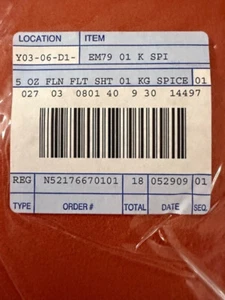 LOCATION ITEM
Y03-06-D1- EM79 01 K SPI
5 OZ FLN FLT SHT 01 KG SPICE 01
027 03 0801 40 9 30 14497
REG N52176670101 18 052909 01
TYPE ORDER # TOTAL DATE SEQ.